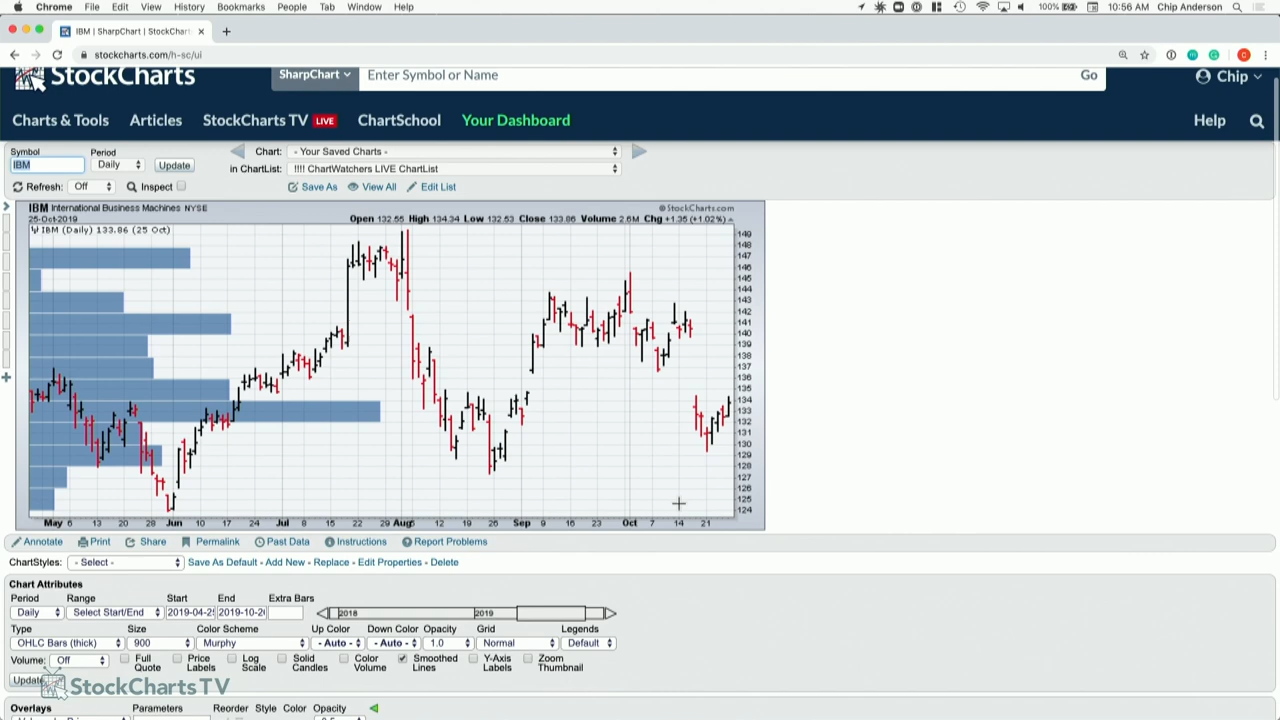 Chrome File Edit View History Bookmarks People Tab Window Help 100% 10:56 AM Chip Anderson
IBM | SharpChart | StockChart
stockcharts.com/h-sc/ui
StockCharts SharpChart Enter Symbol or Name Go Chip
Charts & Tools Articles StockCharts TV LIVE ChartSchool Your Dashboard Help
Symbol Period Chart: - Your Saved Charts -
IBM Daily Update in ChartList: !!!! ChartWatchers LIVE ChartList
Refresh: Off Inspect Save As View All Edit List
IBM International Business Machines NYSE © StockCharts.com
25-Oct-2019 Open 132.55 High 134.34 Low 132.53 Close 133.86 Volume 2.6M Chg +1.35 (+1.02%)
IBM (Daily) 133.86 (25 Oct)
149
148
147
146
145
144
143
142
141
140
139
138
137
136
135
134
133
132
131
130
129
128
127
126
125
124
May 6 13 20 28 Jun 10 17 24 Jul 8 15 22 29 Aug 12 19 26 Sep 9 16 23 Oct 7 14 21
Annotate Print Share Permalink Past Data Instructions Report Problems
ChartStyles: - Select - Save As Default - Add New - Replace - Edit Properties - Delete
Chart Attributes
Period Range Start End Extra Bars
Daily Select Start/End 2019-04-25 2019-10-2 2018 2019
Type Size Color Scheme Up Color Down Color Opacity Grid Legends
OHLC Bars (thick) 900 Murphy - Auto - - Auto - 1.0 Normal Default
Volume: Off Full Quote Price Labels Log Scale Solid Candles Color Volume Smoothed Lines Y-Axis Labels Zoom Thumbnail
Update StockCharts TV
Overlays Parameters Reorder Style Color Opacity